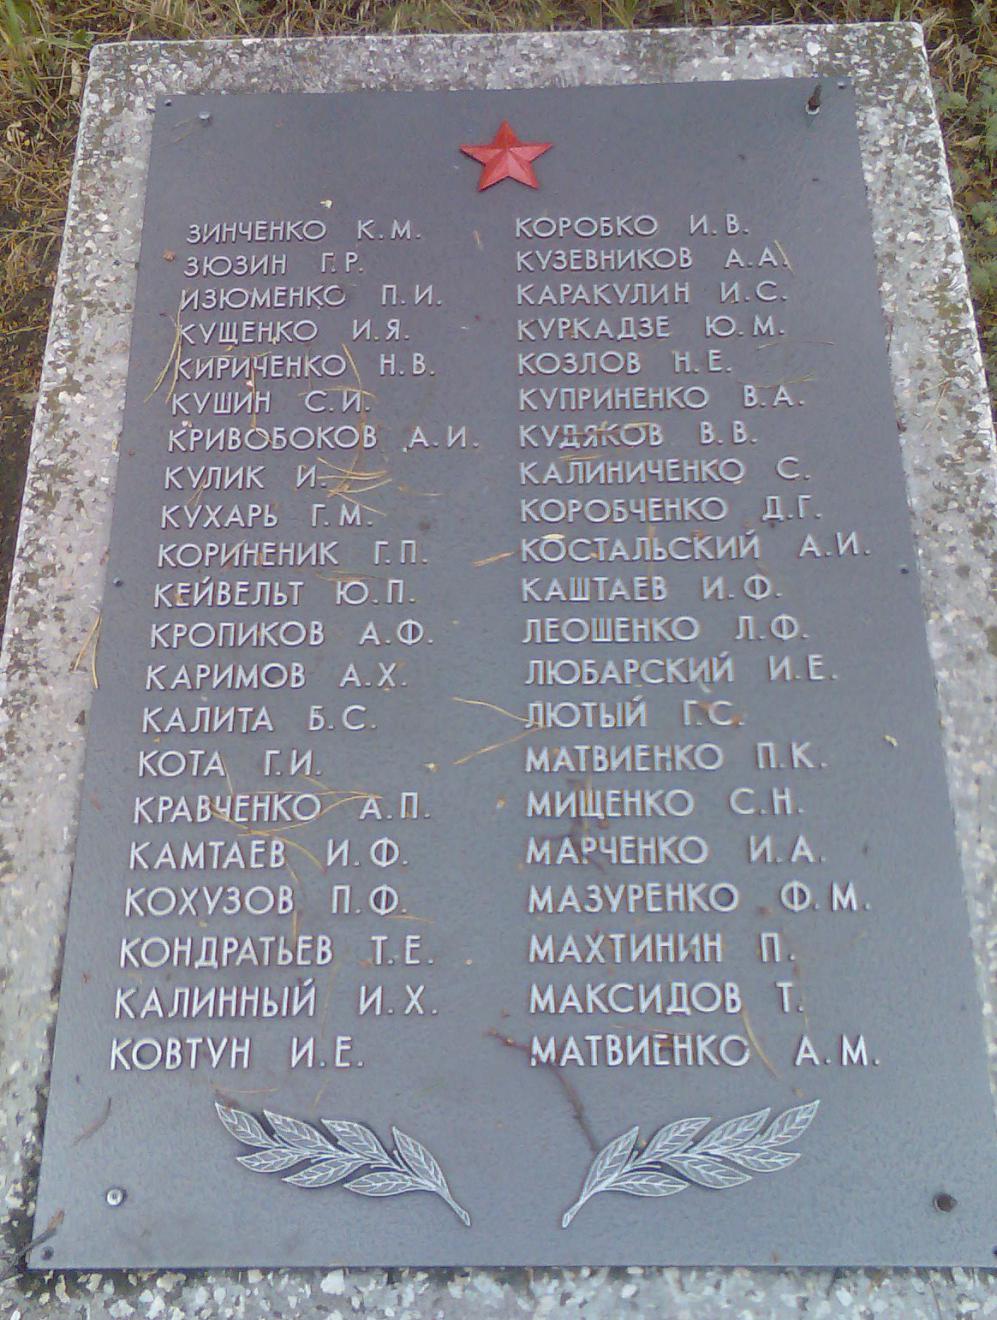 ЗИНЧЕНКО К.М.
ЗЮЗИН Г.Р.
ИЗЮМЕНКО П.И.
КУЩЕНКО И.Я.
КИРИЧЕНКО Н.В.
КУШИН С.И.
КРИВОБОКОВ А.И.
КУЛИК И.
КУХАРЬ Г.М.
КОРИНЕНИК Г.П.
КЕЙВЕЛЬТ Ю.П.
КРОПИКОВ А.Ф.
КАРИМОВ А.Х.
КАЛИТА Б.С.
КОТА Г.И.
КРАВЧЕНКО А.П.
КАМТАЕВ И.Ф.
КОХУЗОВ П.Ф.
КОНДРАТЬЕВ Т.Е.
КАЛИННЫЙ И.Х.
КОВТУН И.Е.
КОРОБКО И.В.
КУЗЕВНИКОВ А.А.
КАРАКУЛИН И.С.
КУРКАДЗЕ Ю.М.
КОЗЛОВ Н.Е.
КУПРИНЕНКО В.А.
КУДЯКОВ В.В.
КАЛИНИЧЕНКО С.
КОРОБЧЕНКО Д.Г.
КОСТАЛЬСКИЙ А.И.
КАШТАЕВ И.Ф.
ЛЕОШЕНКО Л.Ф.
ЛЮБАРСКИЙ И.Е.
ЛЮТЫЙ Г.С.
МАТВИЕНКО П.К.
МИЩЕНКО С.Н.
МАРЧЕНКО И.А.
МАЗУРЕНКО Ф.М.
МАХТИНИН П.
МАКСИДОВ Т.
МАТВИЕНКО А.М.